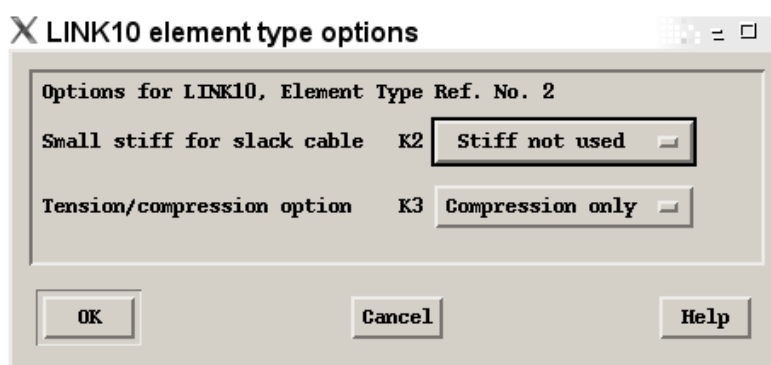 LINK10 element type options
Options for LINK10, Element Type Ref. No. 2
Small stiff for slack cable K2 Stiff not used
Tension/compression option K3 Compression only
OK Cancel Help